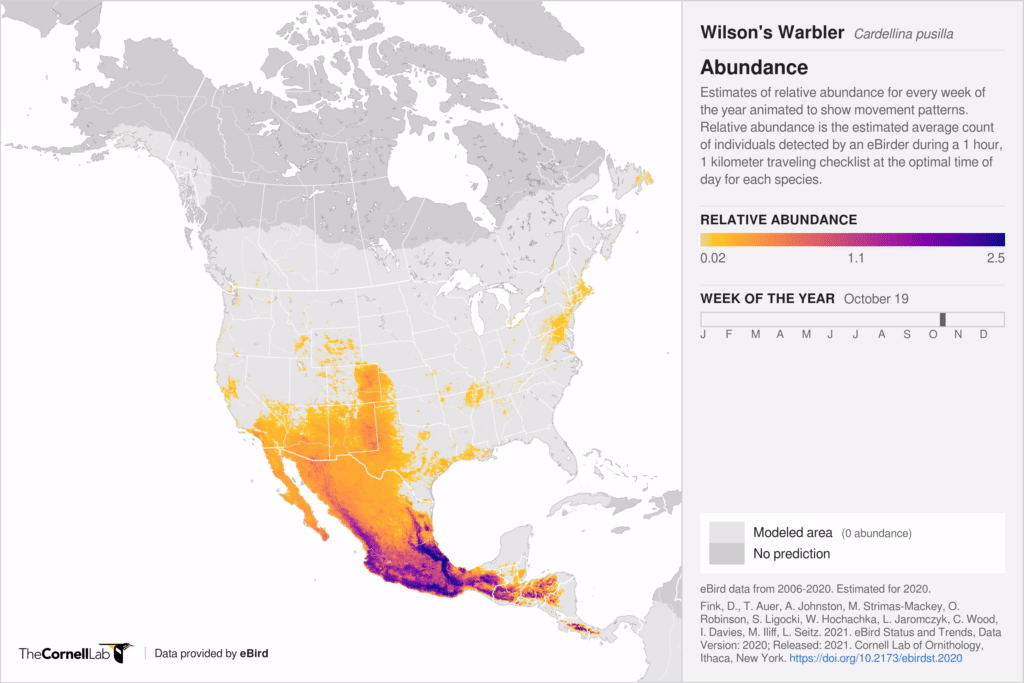 Wilson's Warbler Cardellina pusilla
Abundance
Estimates of relative abundance for every week of
the year animated to show movement patterns.
Relative abundance is the estimated average count
of individuals detected by an eBirder during a 1 hour,
1 kilometer traveling checklist at the optimal time of
day for each species.
RELATIVE ABUNDANCE
0.02 1.1 2.5
WEEK OF THE YEAR October 19
J F M A M J J A S O N D
Modeled area (0 abundance)
No prediction
eBird data from 2006-2020. Estimated for 2020.
Fink, D., T. Auer, A. Johnston, M. Strimas-Mackey, O.
Robinson, S. Ligocki, W. Hochachka, L. Jaromczyk, C. Wood,
I. Davies, M. Iliff, L. Seitz. 2021. eBird Status and Trends, Data
Version: 2020; Released: 2021. Cornell Lab of Ornithology,
Ithaca, New York. https://doi.org/10.2173/ebirdst.2020
TheCornellLab Data provided by eBird